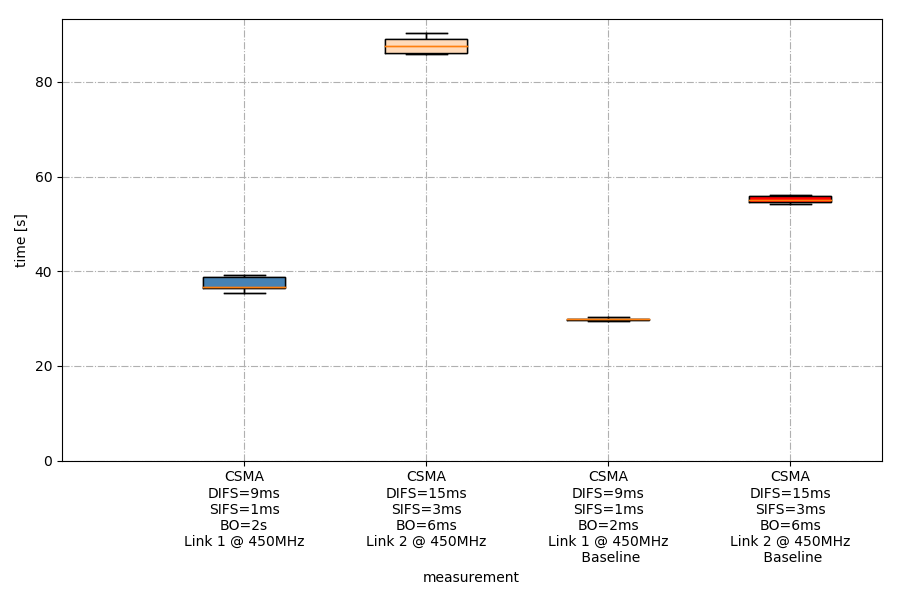 time [s]
80
60
40
20
0
CSMA
DIFS=9ms
SIFS=1ms
BO=2s
Link 1 @ 450MHz
CSMA
DIFS=15ms
SIFS=3ms
BO=6ms
Link 2 @ 450MHz
CSMA
DIFS=9ms
SIFS=1ms
BO=2ms
Link 1 @ 450MHz
Baseline
CSMA
DIFS=15ms
SIFS=3ms
BO=6ms
Link 2 @ 450MHz
Baseline
measurement